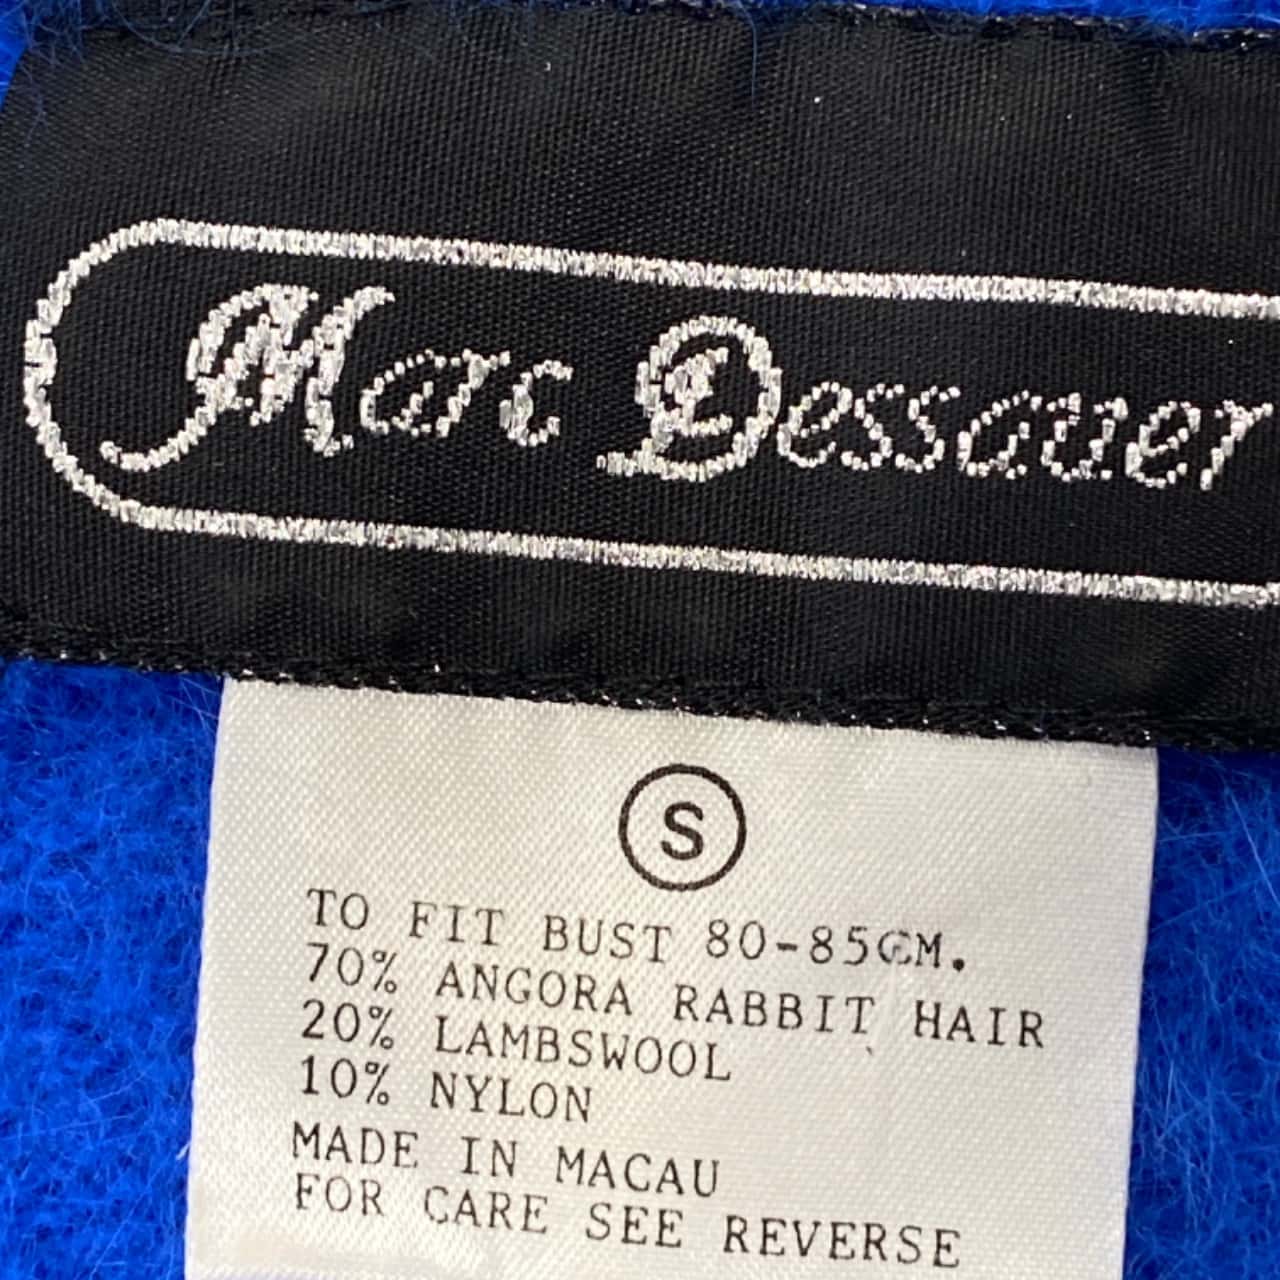 Marc Dessauer
S
TO FIT BUST 80-85CM.
70% ANGORA RABBIT HAIR
20% LAMBSWOOL
10% NYLON
MADE IN MACAU
FOR CARE SEE REVERSE